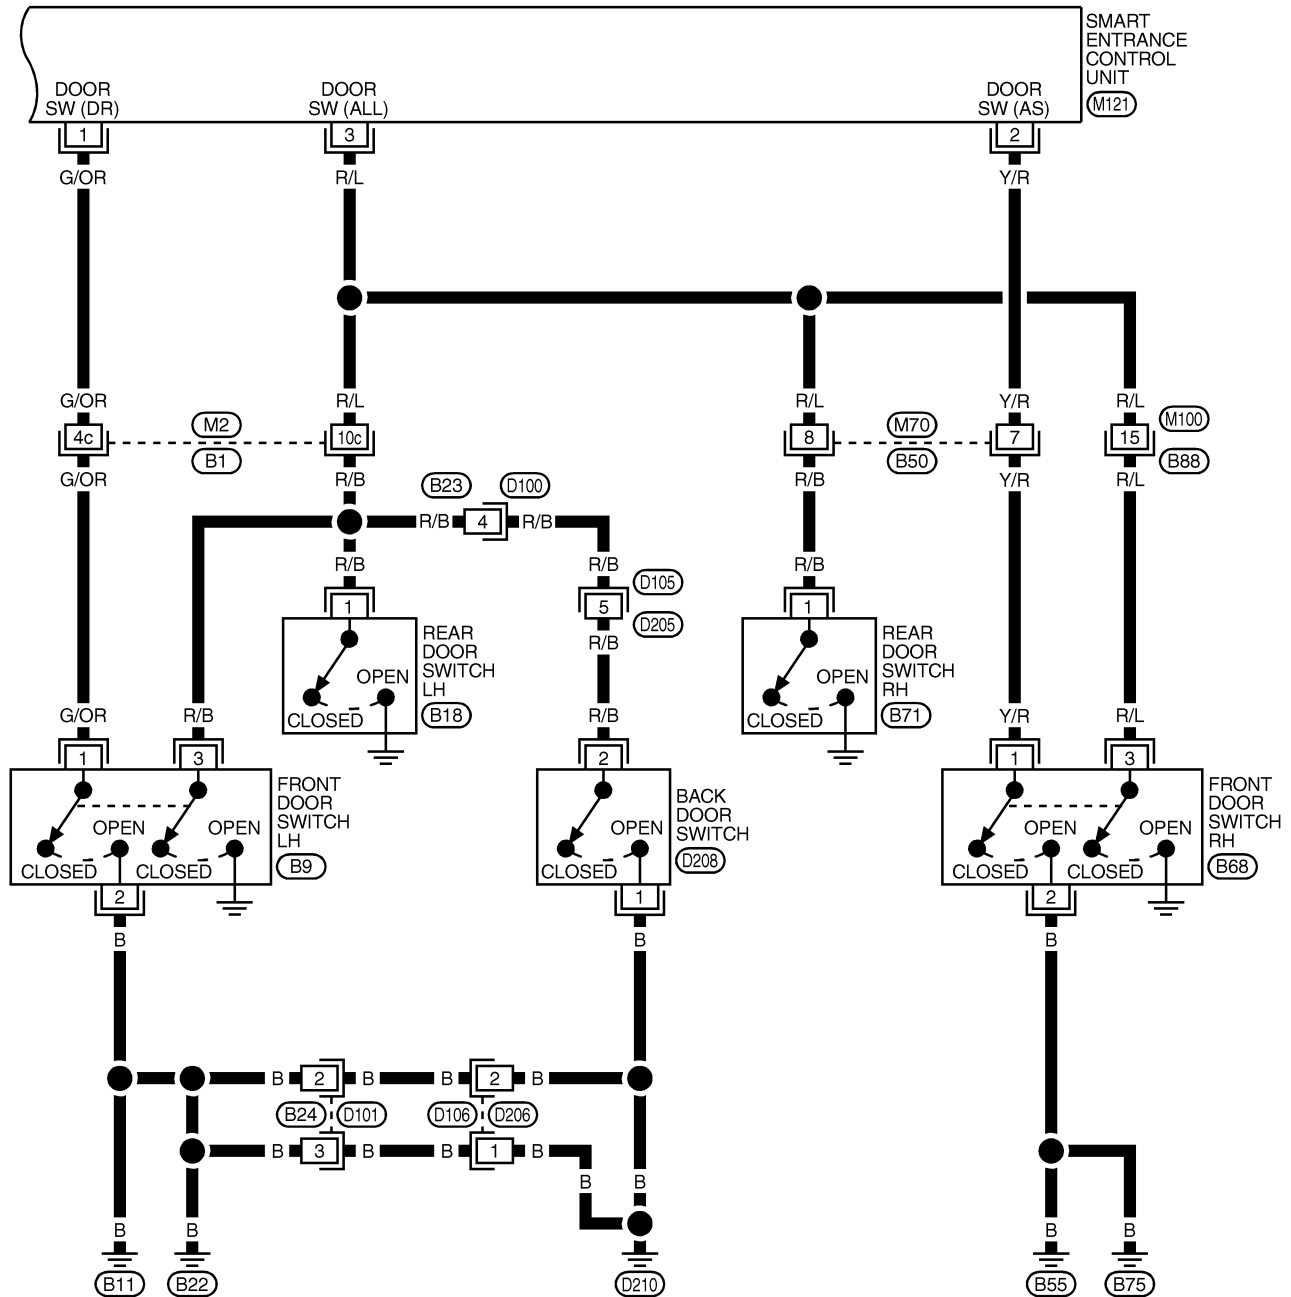 SMART
ENTRANCE
CONTROL
UNIT
M121
DOOR
SW (DR)
DOOR
SW (ALL)
DOOR
SW (AS)
1
3
2
G/OR
R/L
Y/R
G/OR
R/L
R/L
Y/R
R/L
4c
M2
B1
10c
8
M70
B50
7
15
M100
B88
G/OR
R/B
R/B
Y/R
R/L
B23
D100
R/B
4
R/B
R/B
R/B
R/B
1
5
D105
D205
1
R/B
REAR
DOOR
SWITCH
LH
B18
OPEN
CLOSED
REAR
DOOR
SWITCH
RH
B71
OPEN
CLOSED
G/OR
R/B
R/B
Y/R
R/L
1
3
2
1
3
FRONT
DOOR
SWITCH
LH
B9
OPEN
OPEN
CLOSED
CLOSED
BACK
DOOR
SWITCH
D208
OPEN
CLOSED
FRONT
DOOR
SWITCH
RH
B68
OPEN
OPEN
CLOSED
CLOSED
2
1
2
B
B
B
B
2
B
B
2
B
B24
D101
D106
D206
B
3
B
B
1
B
B
B
B
B
B
B
B11
B22
D210
B55
B75